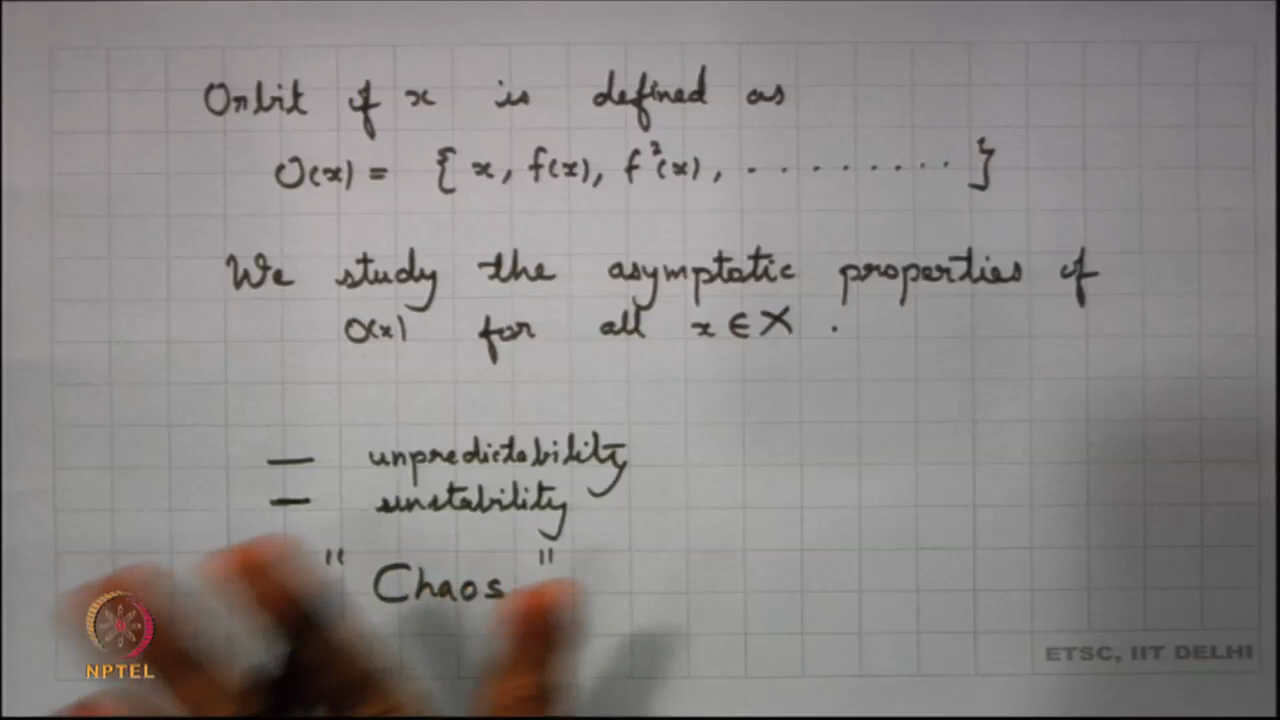 Orbit of x is defined as
O(x) = { x, f(x), f²(x), . . . . . . . . . }
We study the asymptotic properties of
O(x) for all x ∈ X .
— unpredictability
— unstability
" Chaos "
NPTEL
ETSC, IIT DELHI